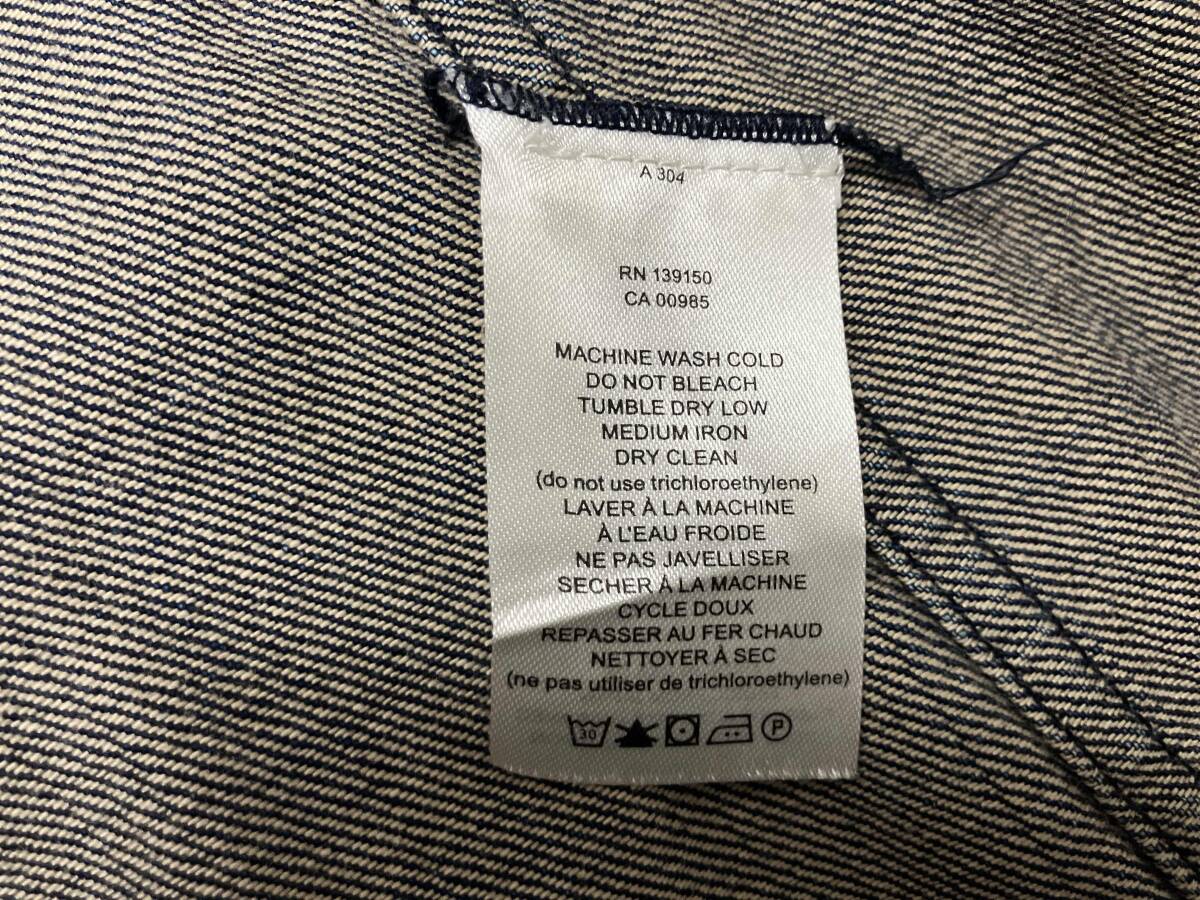 A 304
RN 139150
CA 00985
MACHINE WASH COLD
DO NOT BLEACH
TUMBLE DRY LOW
MEDIUM IRON
DRY CLEAN
(do not use trichloroethylene)
LAVER À LA MACHINE
À L'EAU FROIDE
NE PAS JAVELLISER
SECHER À LA MACHINE
CYCLE DOUX
REPASSER AU FER CHAUD
NETTOYER À SEC
(ne pas utiliser de trichloroethylene)
30 P